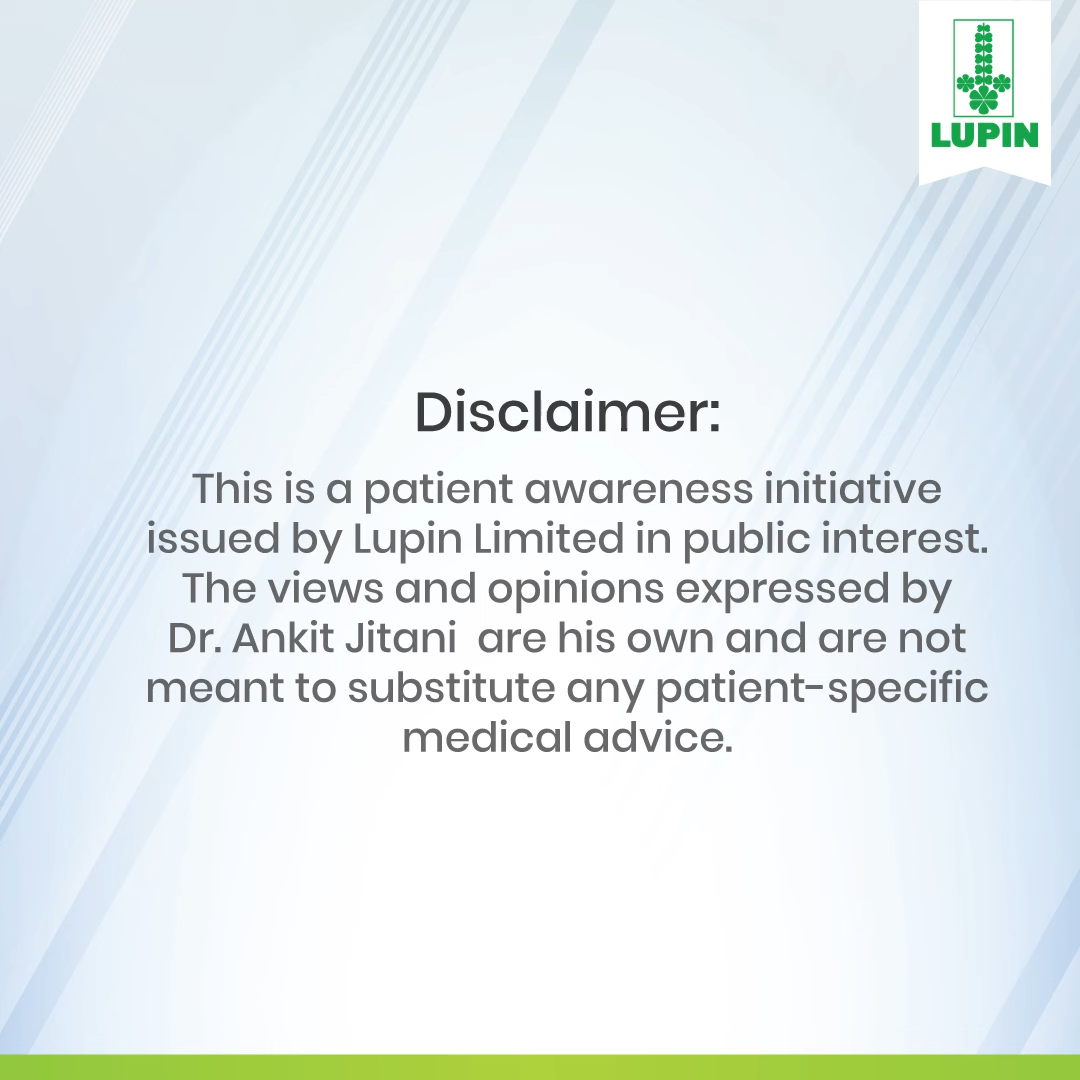 LUPIN
Disclaimer:
This is a patient awareness initiative
issued by Lupin Limited in public interest.
The views and opinions expressed by
Dr. Ankit Jitani  are his own and are not
meant to substitute any patient-specific
medical advice.